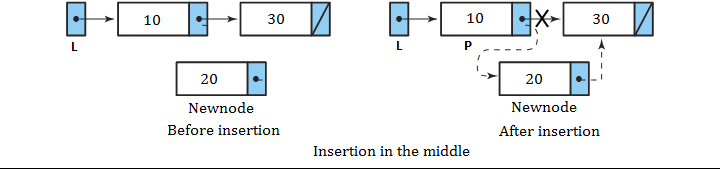 10 30 10 30
L L P
20 20
Newnode Newnode
Before insertion After insertion
Insertion in the middle